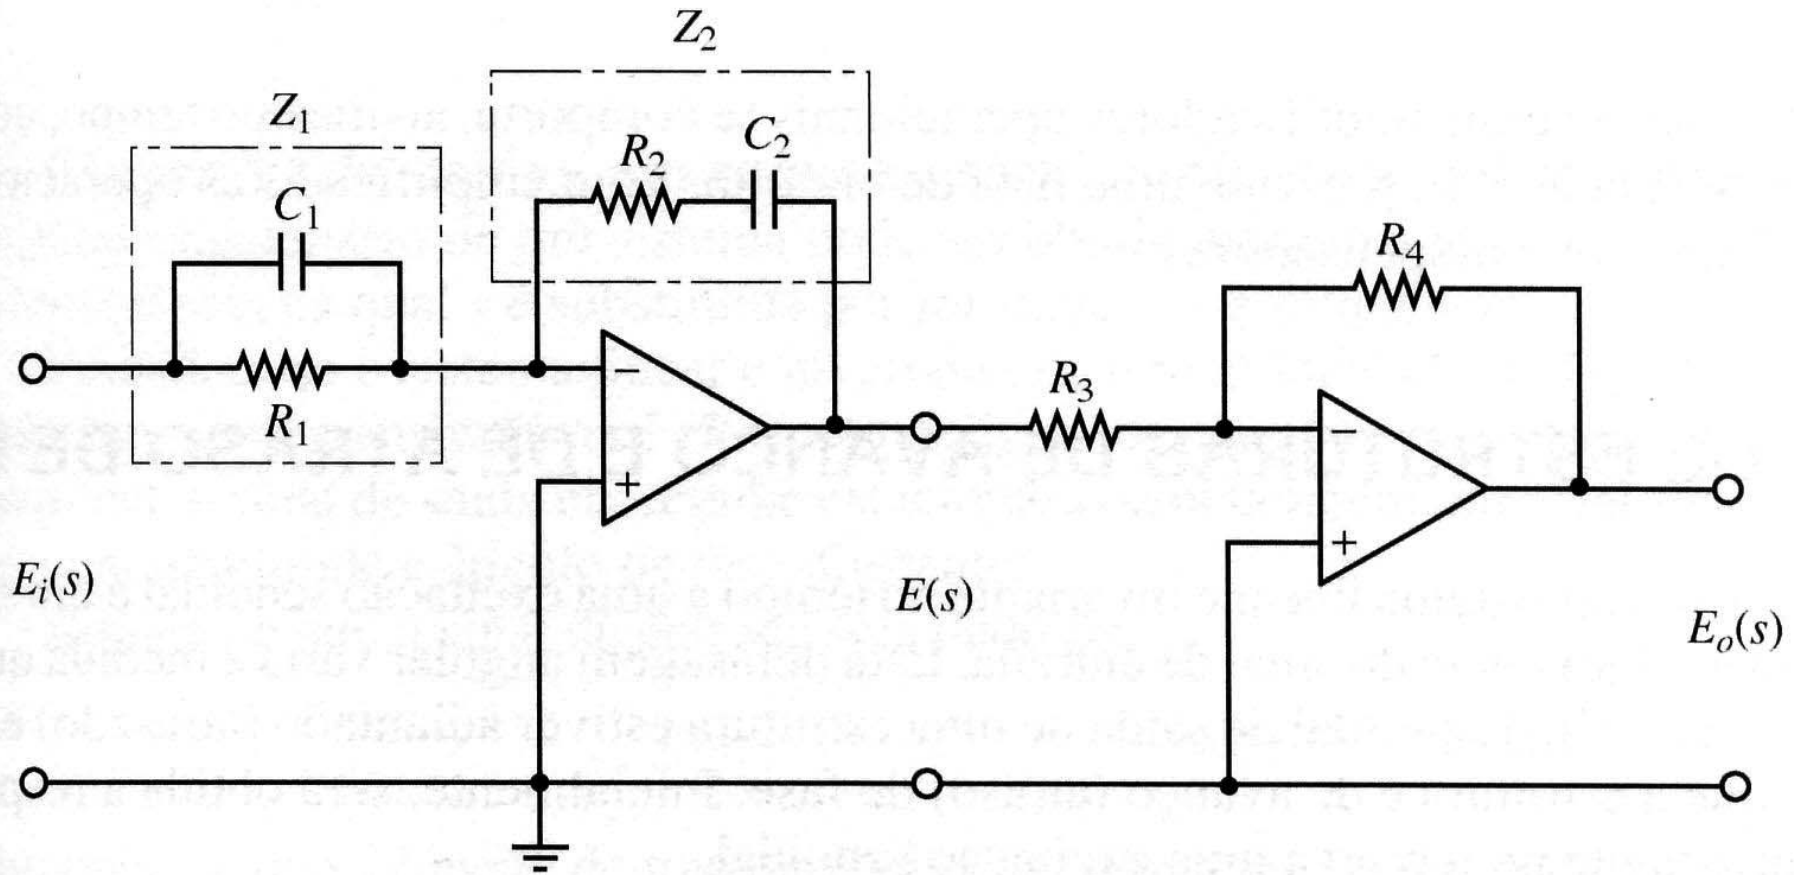 Z₂
Z₁
R₂
C₂
C₁
R₄
R₁
R₃
−
+
−
+
Eᵢ(s)
E(s)
Eₒ(s)